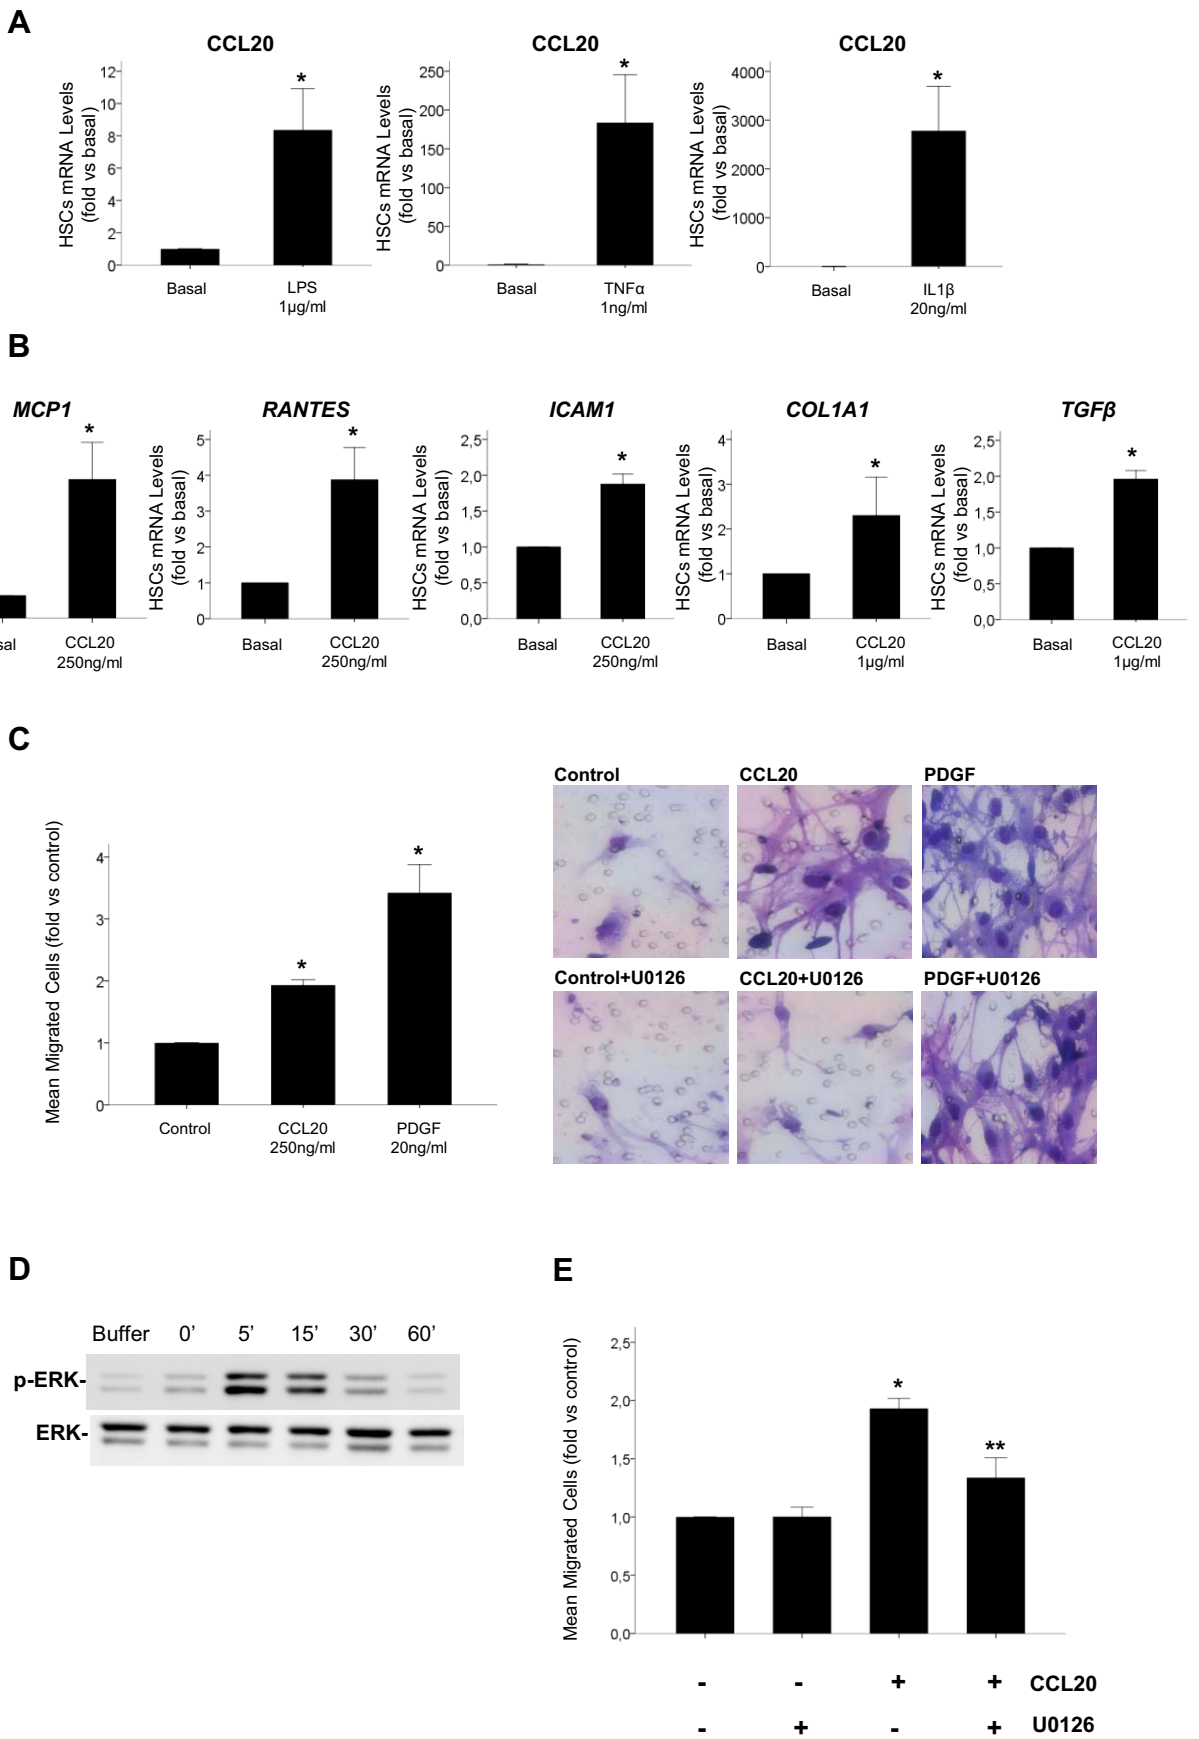 A
CCL20
CCL20
CCL20
HSCs mRNA Levels
(fold vs basal)
12
10
8
6
4
2
0
*
Basal
LPS
1µg/ml
HSCs mRNA Levels
(fold vs basal)
250
200
150
100
50
0
*
Basal
TNFα
1ng/ml
HSCs mRNA Levels
(fold vs basal)
4000
3000
2000
1000
0
*
Basal
IL1β
20ng/ml
B
MCP1
*
sal
CCL20
250ng/ml
RANTES
HSCs mRNA Levels
(fold vs basal)
5
4
3
2
1
0
*
Basal
CCL20
250ng/ml
ICAM1
HSCs mRNA Levels
(fold vs basal)
2,5
2,0
1,5
1,0
0,5
0,0
*
Basal
CCL20
250ng/ml
COL1A1
HSCs mRNA Levels
(fold vs basal)
4
3
2
1
0
*
Basal
CCL20
1µg/ml
TGFβ
HSCs mRNA Levels
(fold vs basal)
2,5
2,0
1,5
1,0
0,5
0,0
*
Basal
CCL20
1µg/ml
C
Mean Migrated Cells (fold vs control)
4
3
2
1
0
*
*
Control
CCL20
250ng/ml
PDGF
20ng/ml
Control
CCL20
PDGF
Control+U0126
CCL20+U0126
PDGF+U0126
D
Buffer 0’ 5’ 15’ 30’ 60’
p-ERK-
ERK-
E
Mean Migrated Cells (fold vs control)
2,5
2,0
1,5
1,0
0,5
0,0
*
**
- - + + CCL20
- + - + U0126